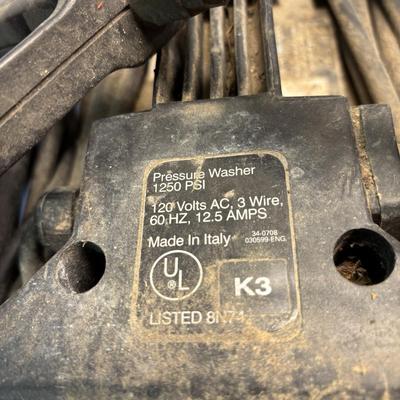 Pressure Washer
1250 PSI
120 Volts AC, 3 Wire,
60 HZ, 12.5 AMPS
34-0708
Made In Italy 030599-ENG
UL
®
K3
LISTED 8N74